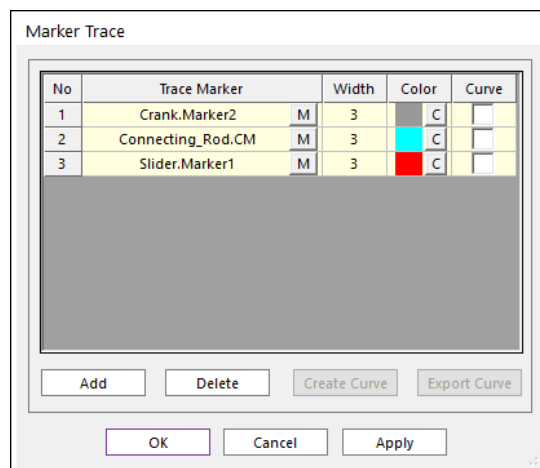 Marker Trace
No Trace Marker Width Color Curve
1 Crank.Marker2 M 3 C
2 Connecting_Rod.CM M 3 C
3 Slider.Marker1 M 3 C
Add Delete Create Curve Export Curve
OK Cancel Apply